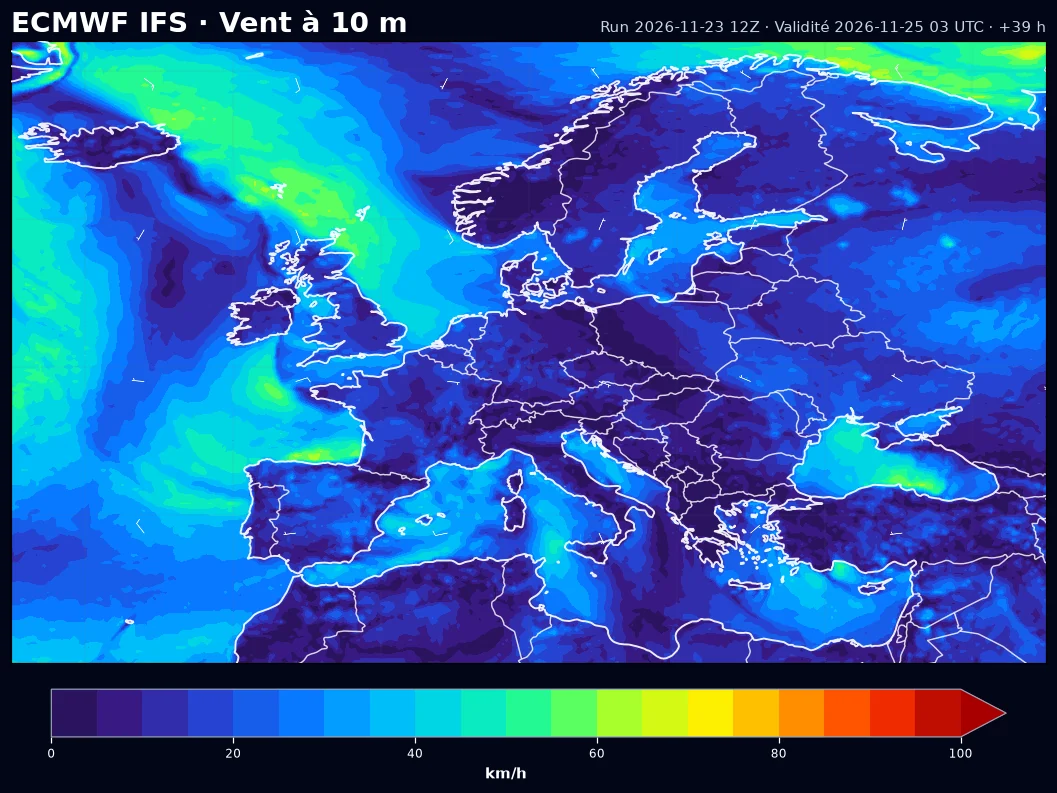 ECMWF IFS · Vent à 10 m
Run 2026-11-23 12Z · Validité 2026-11-25 03 UTC · +39 h
0 20 40 60 80 100
km/h